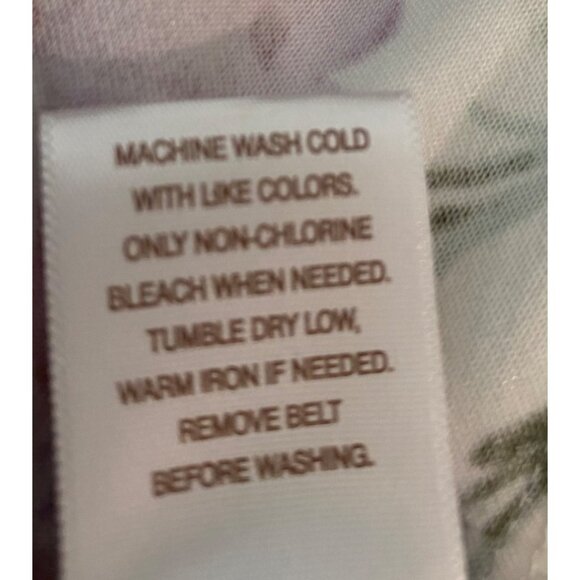 MACHINE WASH COLD
WITH LIKE COLORS.
ONLY NON-CHLORINE
BLEACH WHEN NEEDED.
TUMBLE DRY LOW,
WARM IRON IF NEEDED.
REMOVE BELT
BEFORE WASHING.